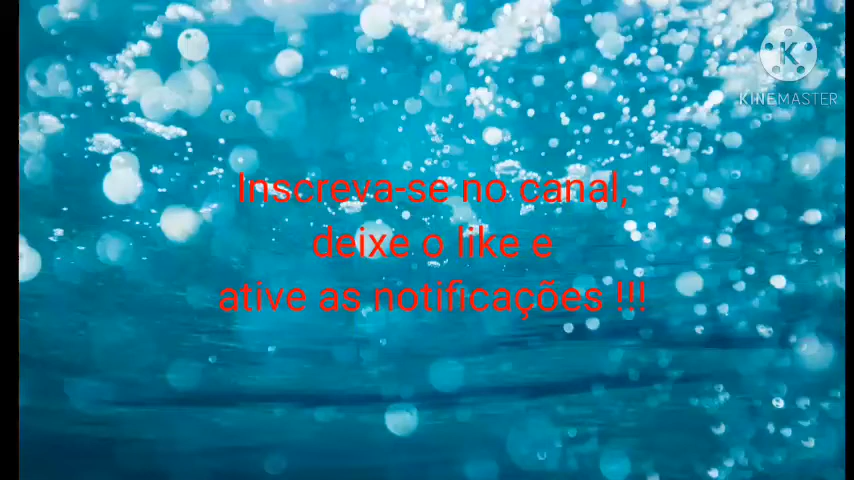 KINEMASTER
Inscreva-se no canal,
deixe o like e
ative as notificações !!!